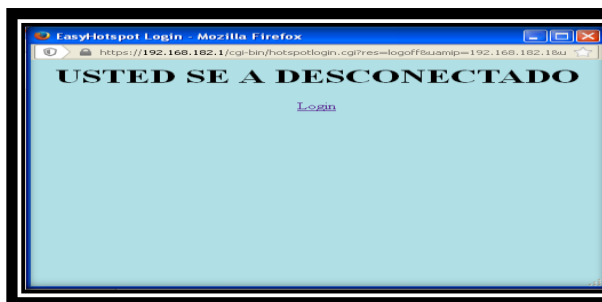 EasyHotspot Login - Mozilla Firefox
https://192.168.182.1/cgi-bin/hotspotlogin.cgi?res=logoff&uamip=192.168.182.1&u
USTED SE A DESCONECTADO
Login